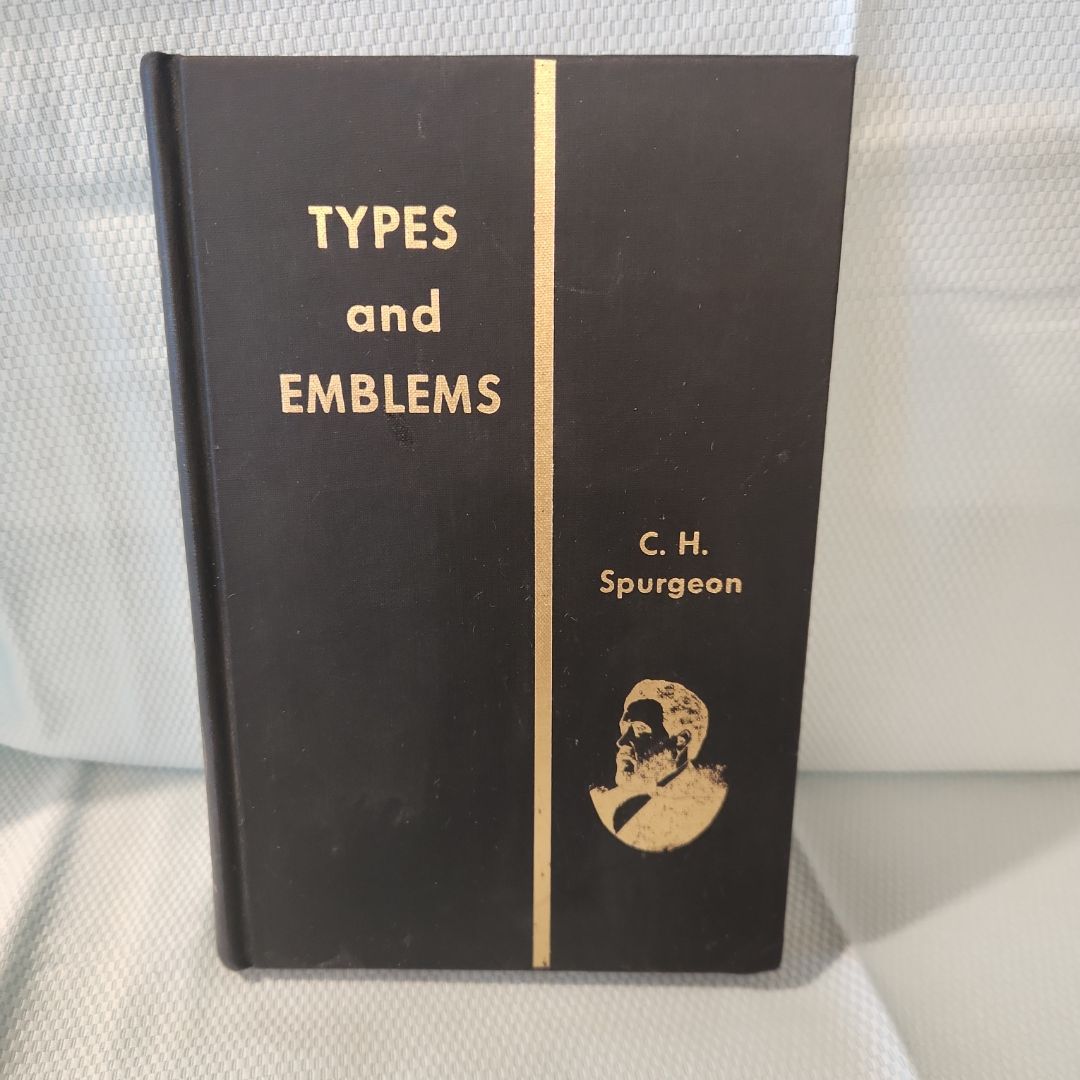 TYPES
and
EMBLEMS
C. H.
Spurgeon